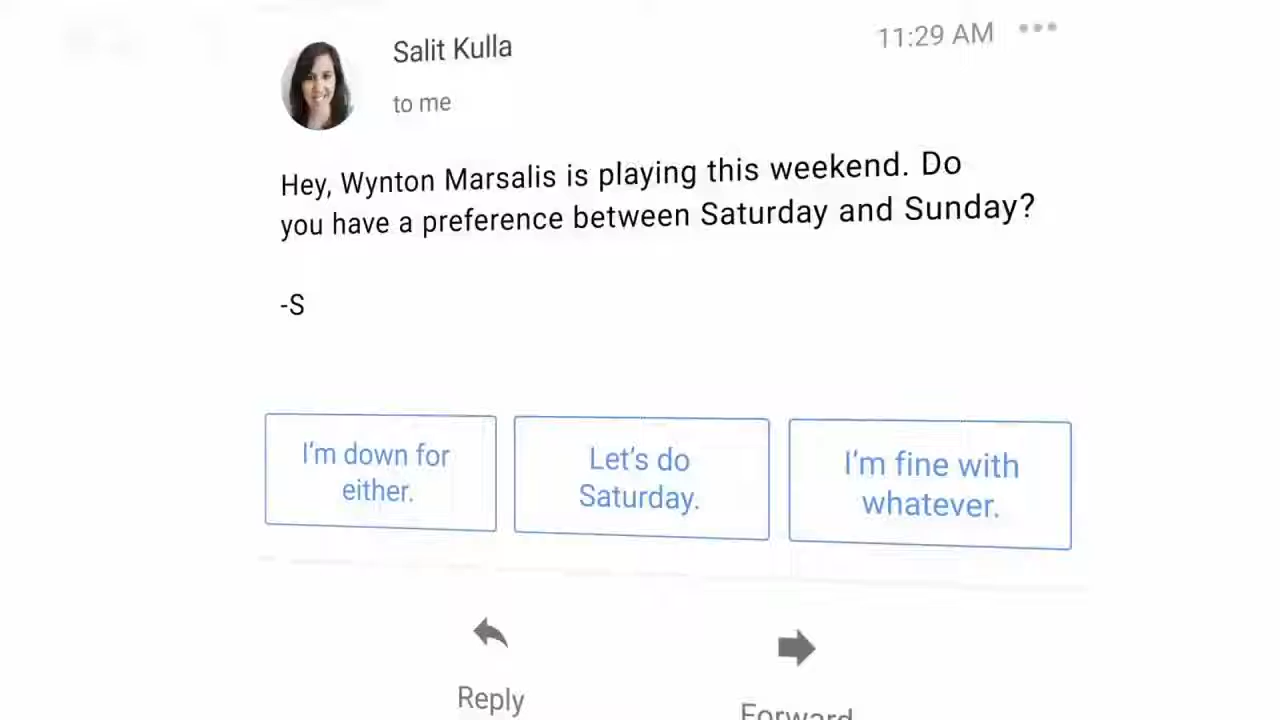 Salit Kulla
11:29 AM
to me
Hey, Wynton Marsalis is playing this weekend. Do
you have a preference between Saturday and Sunday?
-S
I'm down for
either.
Let's do
Saturday.
I'm fine with
whatever.
Reply
Forward